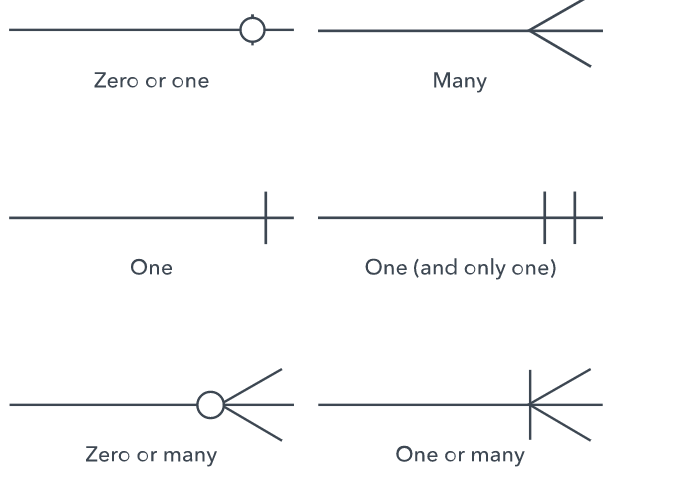 Zero or one
Many
One
One (and only one)
Zero or many
One or many